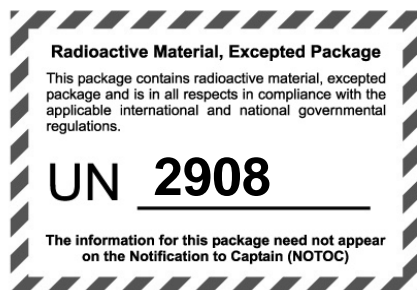 Radioactive Material, Excepted Package
This package contains radioactive material, excepted
package and is in all respects in compliance with the
applicable international and national governmental
regulations.
UN 2908
The information for this package need not appear
on the Notification to Captain (NOTOC)